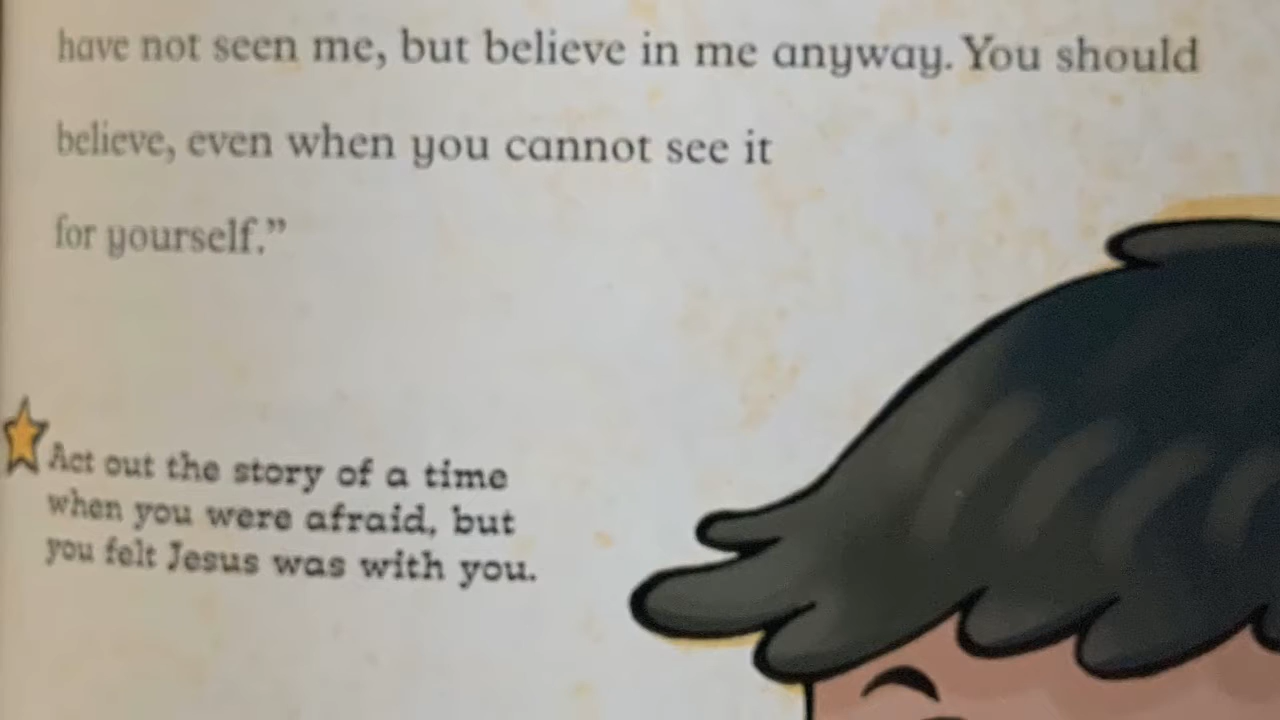 have not seen me, but believe in me anyway. You should
believe, even when you cannot see it
for yourself.”
Act out the story of a time
when you were afraid, but
you felt Jesus was with you.